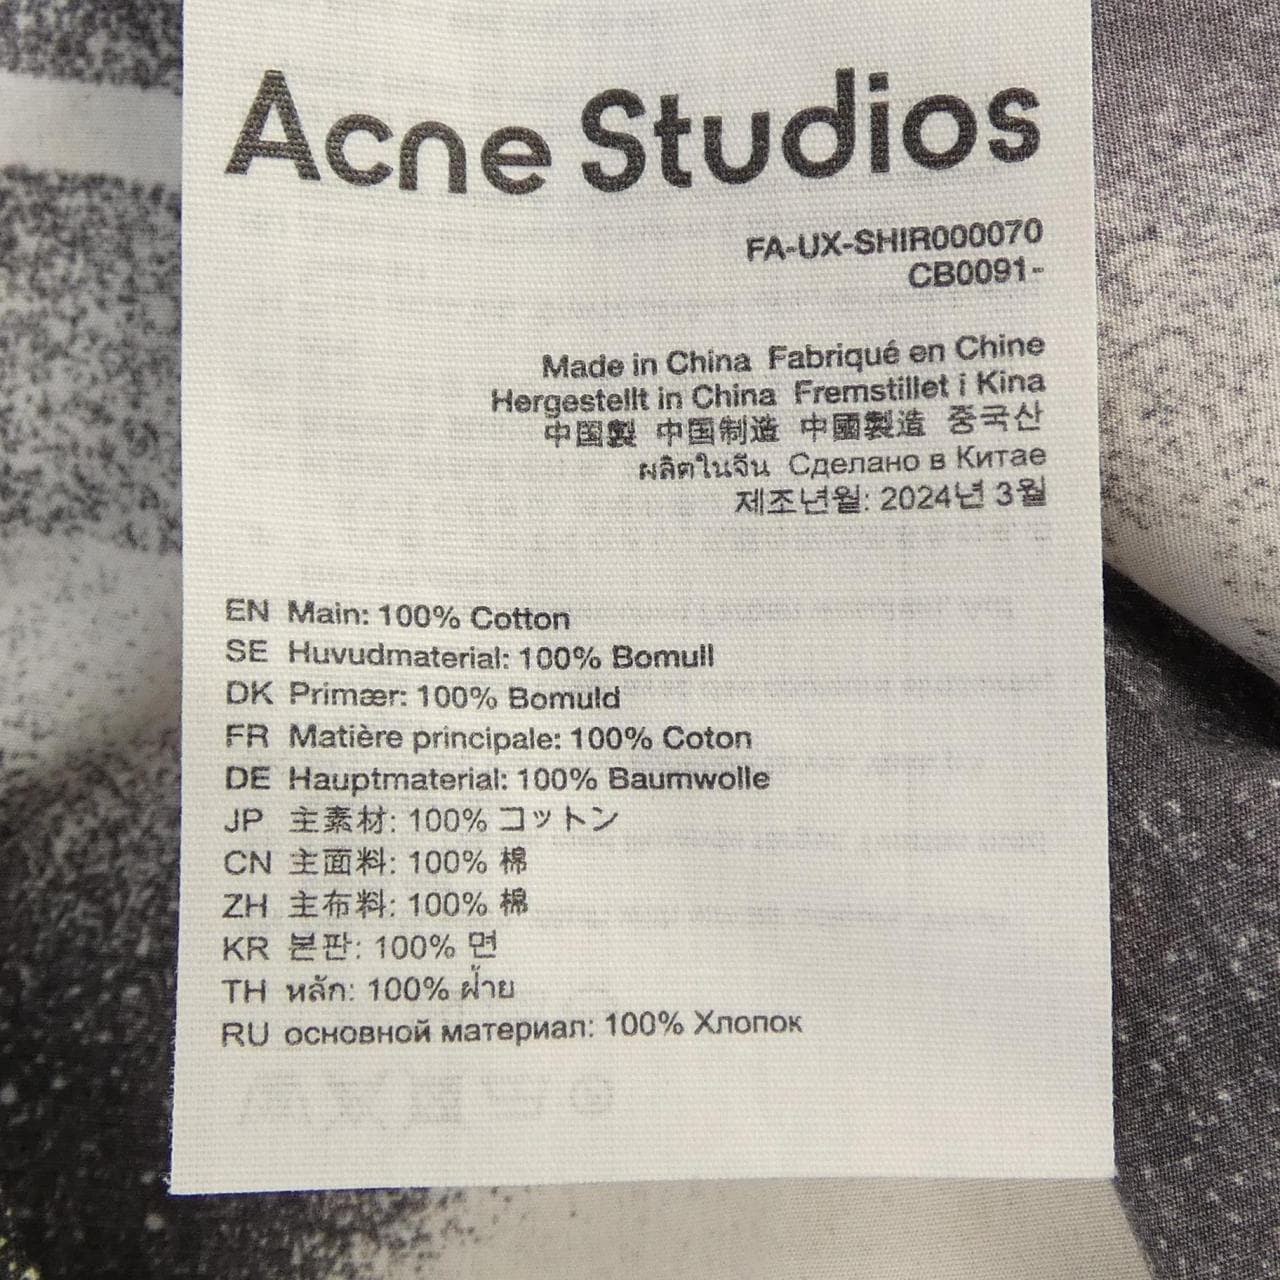 Acne Studios
FA-UX-SHIR000070
CB0091-
Made in China Fabriqué en Chine
Hergestellt in China Fremstillet i Kina
中国製 中国制造 中國製造 중국산
ผลิตในจีน Сделано в Китае
제조년월: 2024년 3월
EN Main: 100% Cotton
SE Huvudmaterial: 100% Bomull
DK Primær: 100% Bomuld
FR Matière principale: 100% Coton
DE Hauptmaterial: 100% Baumwolle
JP 主素材: 100% コットン
CN 主面料: 100% 棉
ZH 主布料: 100% 棉
KR 본판: 100% 면
TH หลัก: 100% ฝ้าย
RU основной материал: 100% Хлопок